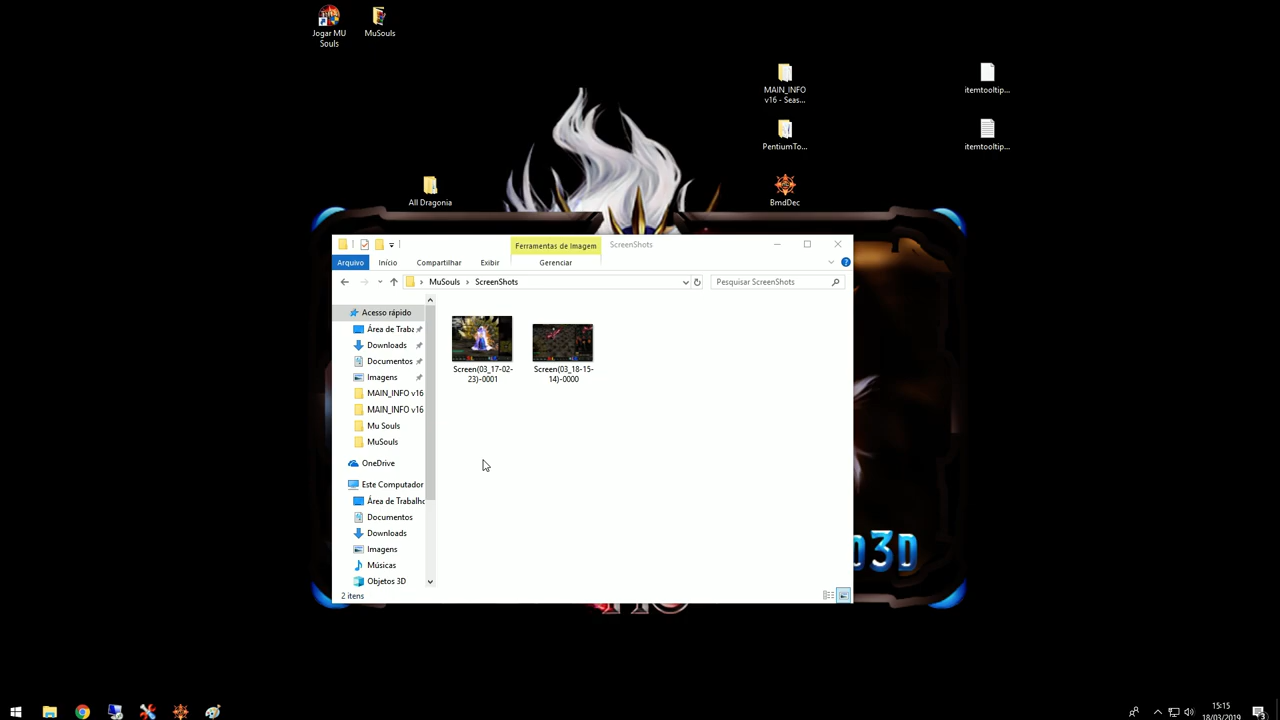 Jogar MU
Souls
MuSouls
MAIN_INFO
v16 - Seas...
itemtooltip...
PentiumTo...
itemtooltip...
All Dragonia
BmdDec
Ferramentas de Imagem
ScreenShots
Arquivo
Início
Compartilhar
Exibir
Gerenciar
MuSouls
ScreenShots
Pesquisar ScreenShots
Acesso rápido
Área de Traba
Downloads
Documentos
Imagens
MAIN_INFO v16
MAIN_INFO v16
Mu Souls
MuSouls
OneDrive
Este Computador
Área de Trabalho
Documentos
Downloads
Imagens
Músicas
Objetos 3D
Screen(03_17-02-
23)-0001
Screen(03_18-15-
14)-0000
2 itens
15:15
18/03/2019